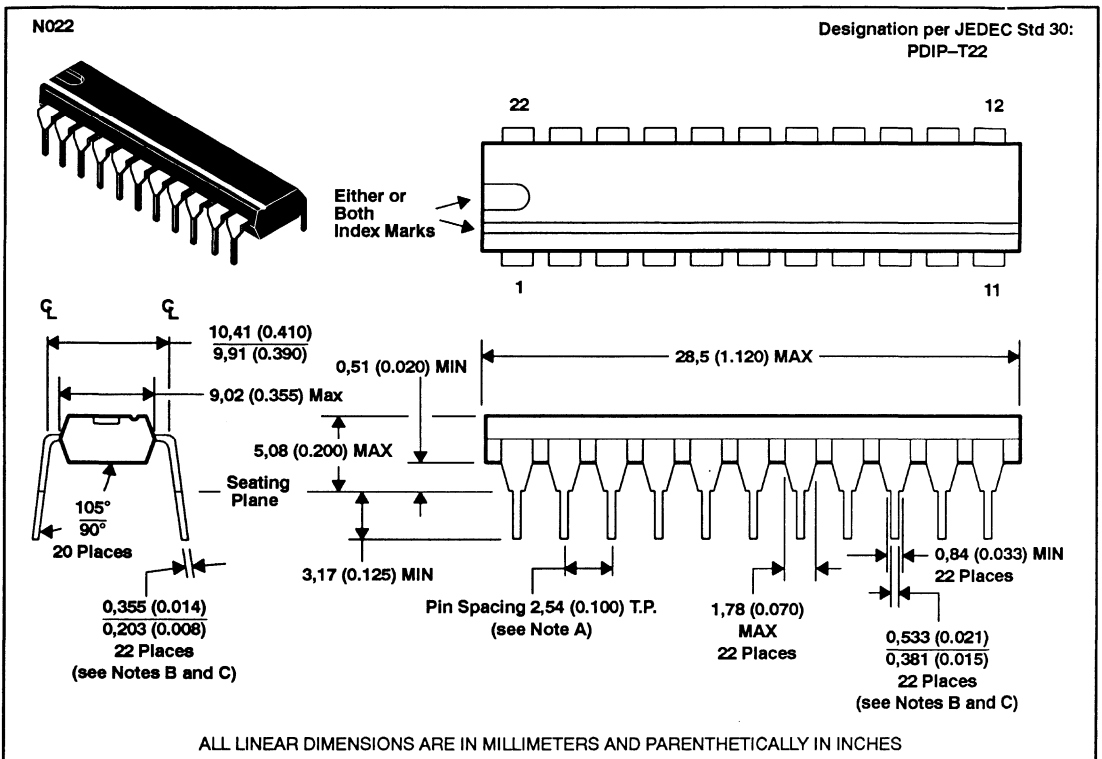 N022
Designation per JEDEC Std 30:
PDIP–T22
22
12
Either or
Both
Index Marks
1
11
℄
℄
10,41 (0.410)
9,91 (0.390)
0,51 (0.020) MIN
28,5 (1.120) MAX
9,02 (0.355) Max
5,08 (0.200) MAX
Seating
Plane
105°
90°
20 Places
3,17 (0.125) MIN
0,84 (0.033) MIN
22 Places
Pin Spacing 2,54 (0.100) T.P.
(see Note A)
1,78 (0.070)
MAX
22 Places
0,355 (0.014)
0,203 (0.008)
22 Places
(see Notes B and C)
0,533 (0.021)
0,381 (0.015)
22 Places
(see Notes B and C)
ALL LINEAR DIMENSIONS ARE IN MILLIMETERS AND PARENTHETICALLY IN INCHES